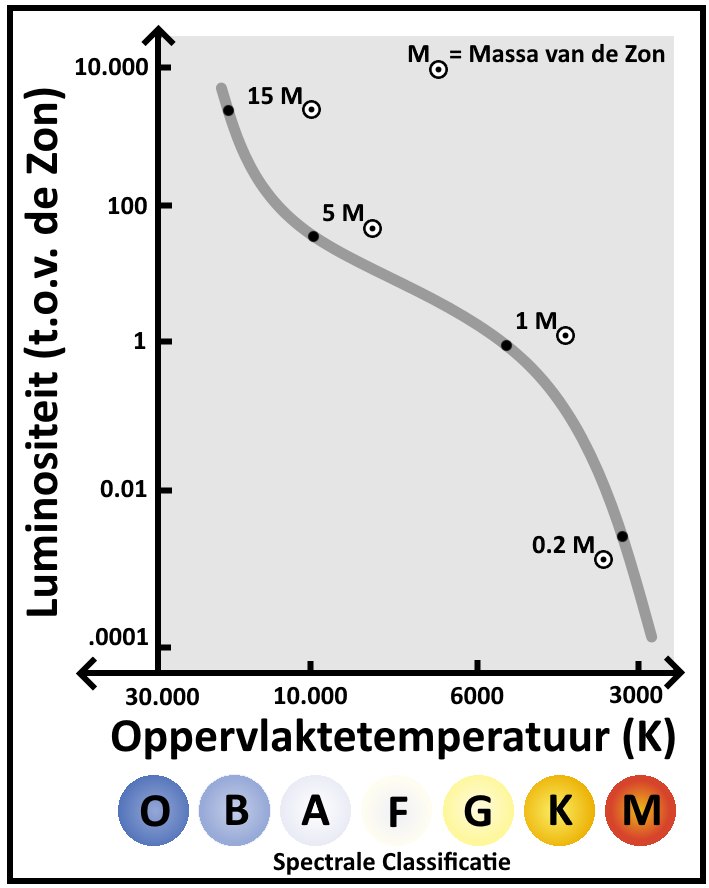 M☉ = Massa van de Zon
Luminositeit (t.o.v. de Zon)
10.000
100
1
0.01
.0001
15 M☉
5 M☉
1 M☉
0.2 M☉
30.000 10.000 6000 3000
Oppervlaktetemperatuur (K)
O B A F G K M
Spectrale Classificatie